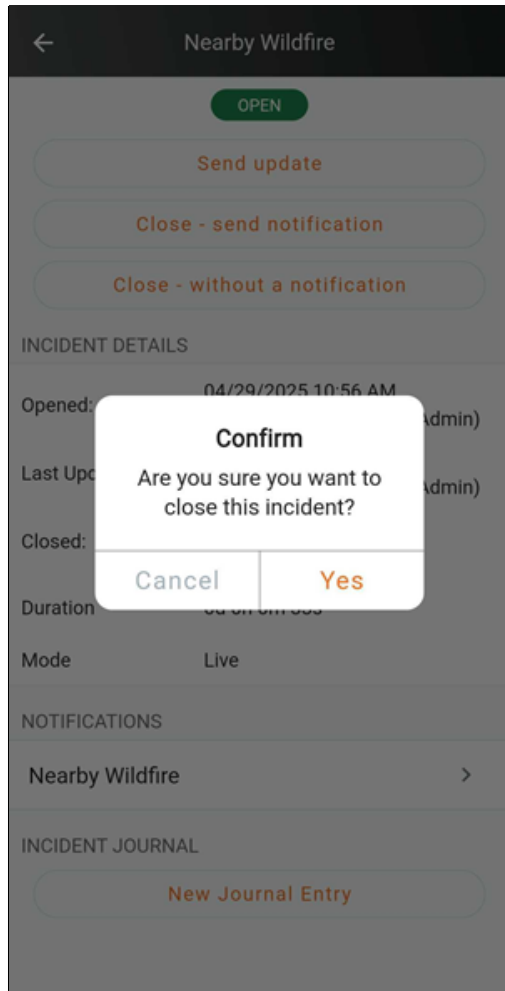 Nearby Wildfire
OPEN
Send update
Close - send notification
Close - without a notification
INCIDENT DETAILS
Opened: 04/29/2025 10:56 AM
Admin)
Last Upd
Admin)
Closed:
Duration
Mode Live
Confirm
Are you sure you want to
close this incident?
Cancel Yes
NOTIFICATIONS
Nearby Wildfire
INCIDENT JOURNAL
New Journal Entry